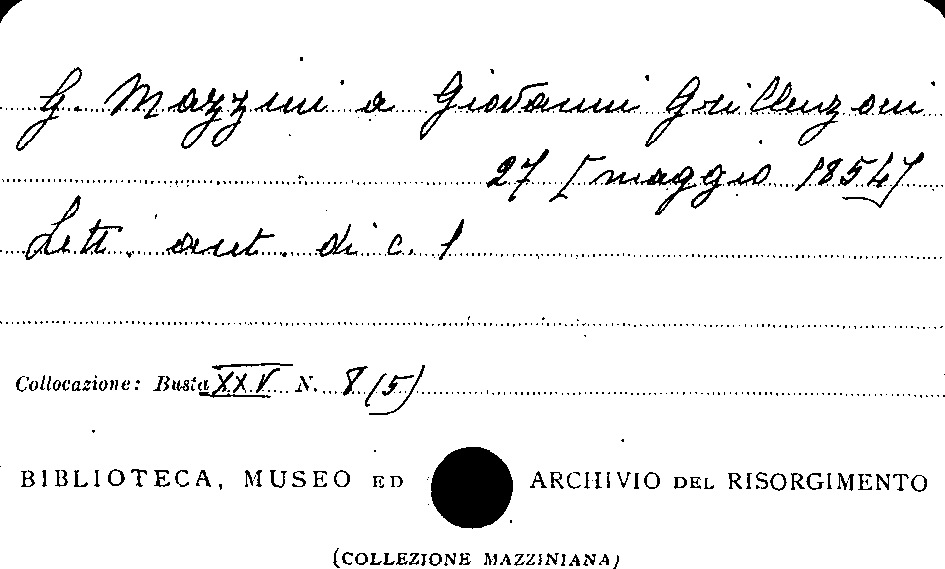 G. Mazzini a Giovanni Grillenzoni
27 [maggio 1854]
Lett. aut. di c. 1
Collocazione: Busta XXV N. 8 (5)
BIBLIOTECA, MUSEO ED ARCHIVIO DEL RISORGIMENTO
(COLLEZIONE MAZZINIANA)